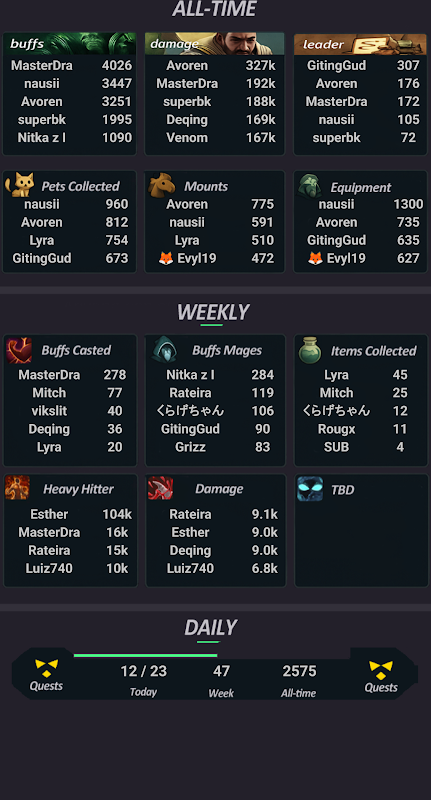 ALL-TIME
buffs
MasterDra 4026
nausii 3447
Avoren 3251
superbk 1995
Nitka z I 1090
damage
Avoren 327k
MasterDra 192k
superbk 188k
Deqing 169k
Venom 167k
leader
GitingGud 307
Avoren 176
MasterDra 172
nausii 105
superbk 72
Pets Collected
nausii 960
Avoren 812
Lyra 754
GitingGud 673
Mounts
Avoren 775
nausii 591
Lyra 510
🦊 Evyl19 472
Equipment
nausii 1300
Avoren 735
GitingGud 635
🦊 Evyl19 627
WEEKLY
Buffs Casted
MasterDra 278
Mitch 77
vikslit 40
Deqing 36
Lyra 20
Buffs Mages
Nitka z I 284
Rateira 119
くらげちゃん 106
GitingGud 90
Grizz 83
Items Collected
Lyra 45
Mitch 25
くらげちゃん 12
Rougx 11
SUB 4
Heavy Hitter
Esther 104k
MasterDra 16k
Rateira 15k
Luiz740 10k
Damage
Rateira 9.1k
Esther 9.0k
Deqing 9.0k
Luiz740 6.8k
TBD
DAILY
Quests
12 / 23
Today
47
Week
2575
All-time
Quests